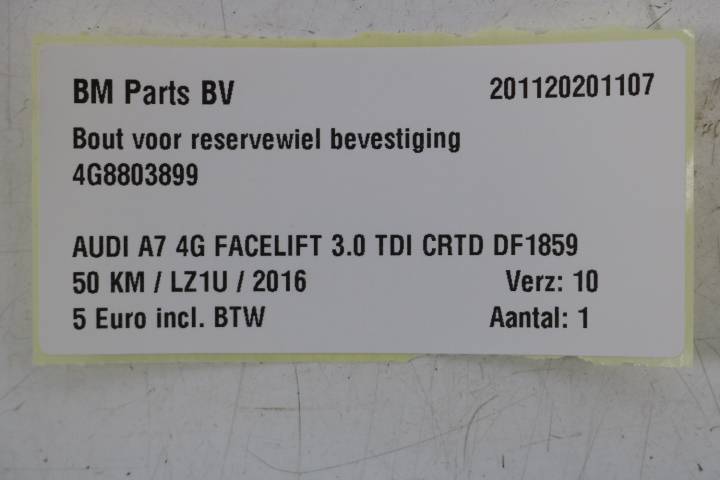 BM Parts BV 201120201107
Bout voor reservewiel bevestiging
4G8803899
AUDI A7 4G FACELIFT 3.0 TDI CRTD DF1859
50 KM / LZ1U / 2016 Verz: 10
5 Euro incl. BTW Aantal: 1